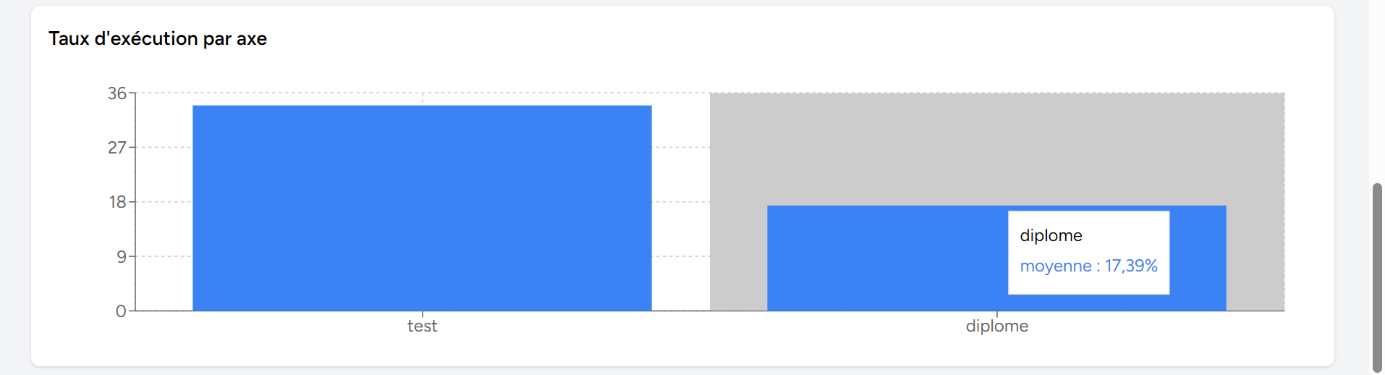 Taux d'exécution par axe
36
27
18
9
0
diplome
moyenne : 17,39%
test
diplome